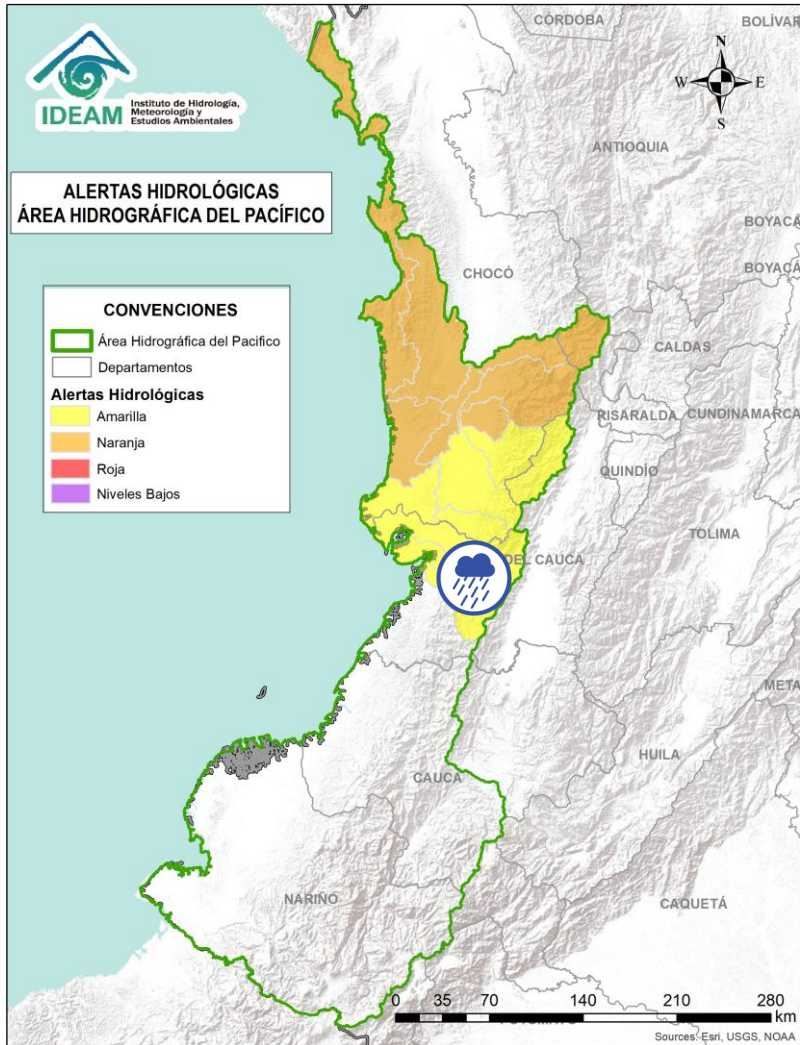 CÓRDOBA
BOLÍVAR
N
W
E
S
IDEAM
Instituto de Hidrología,
Meteorología y
Estudios Ambientales
ANTIOQUIA
ALERTAS HIDROLÓGICAS
ÁREA HIDROGRÁFICA DEL PACÍFICO
BOYACÁ
BOYACÁ
CHOCÓ
CONVENCIONES
Área Hidrográfica del Pacifico
Departamentos
Alertas Hidrológicas
Amarilla
Naranja
Roja
Niveles Bajos
CALDAS
RISARALDA
CUNDINAMARCA
QUINDÍO
TOLIMA
DEL CAUCA
META
HUILA
CAUCA
NARIÑO
CAQUETÁ
0 35 70 140 210 280
km
Sources: Esri, USGS, NOAA